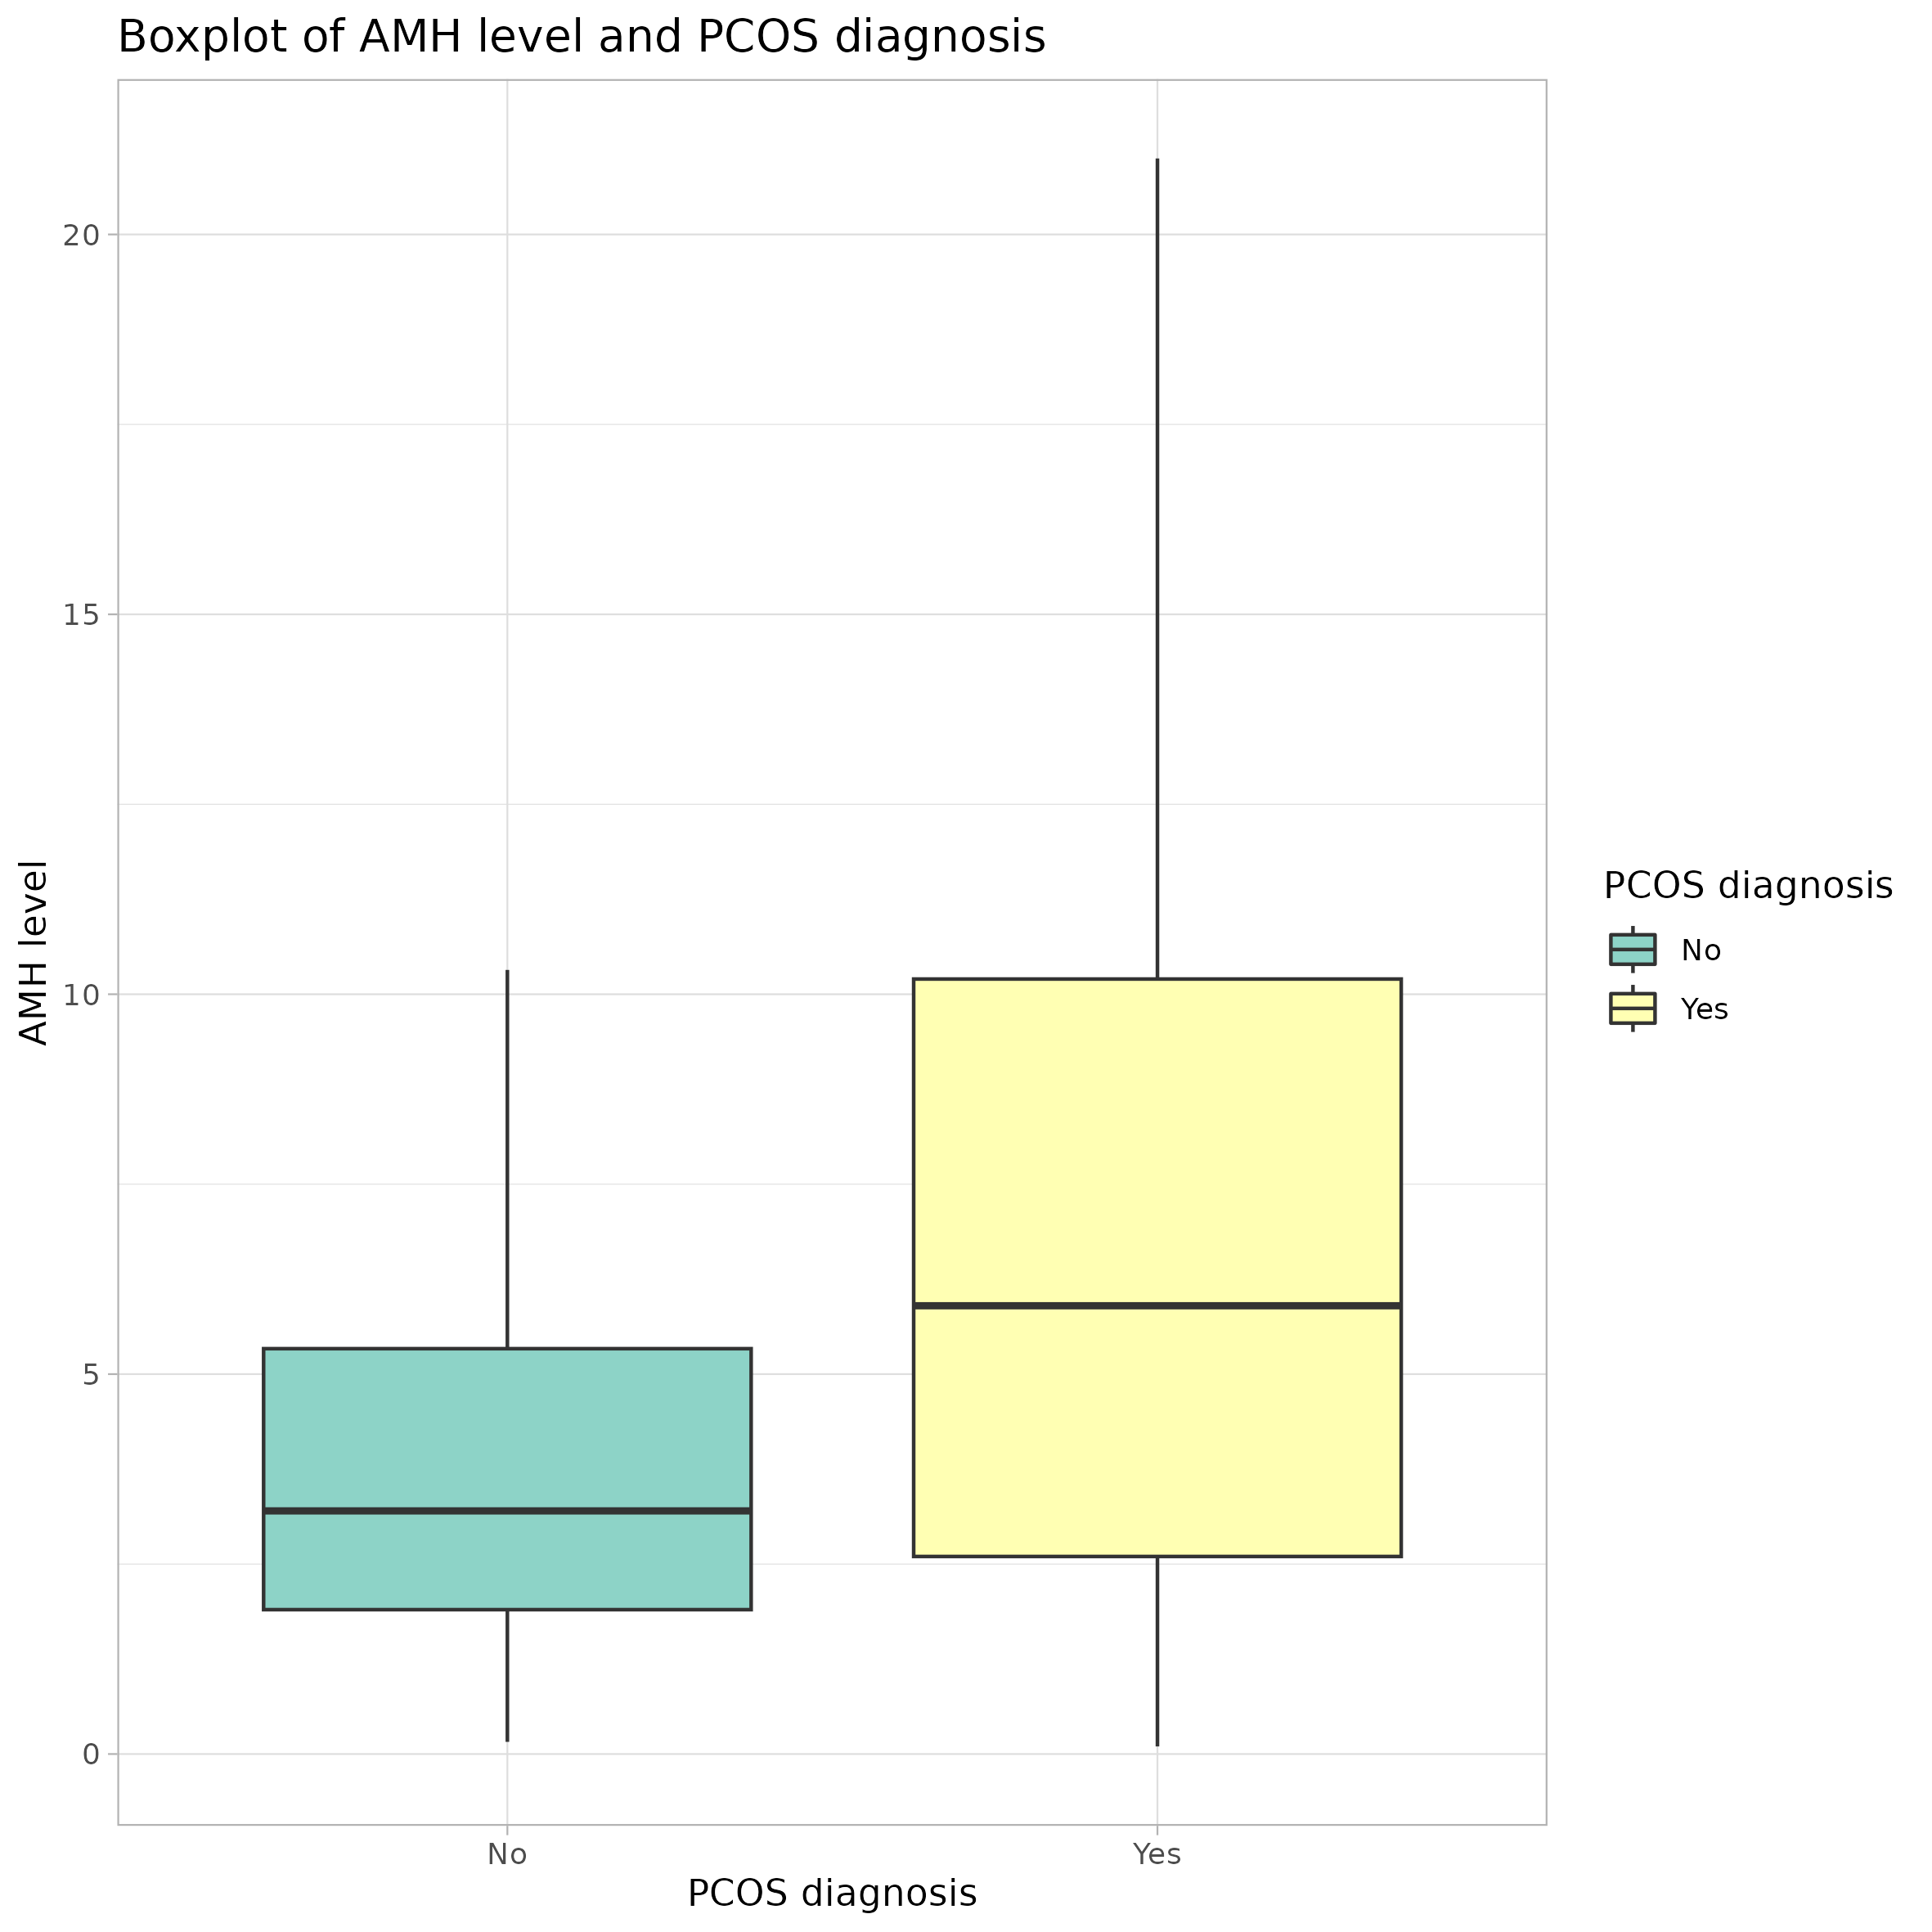 Boxplot of AMH level and PCOS diagnosis
AMH level
20
15
10
5
0
No
Yes
PCOS diagnosis
PCOS diagnosis
No
Yes